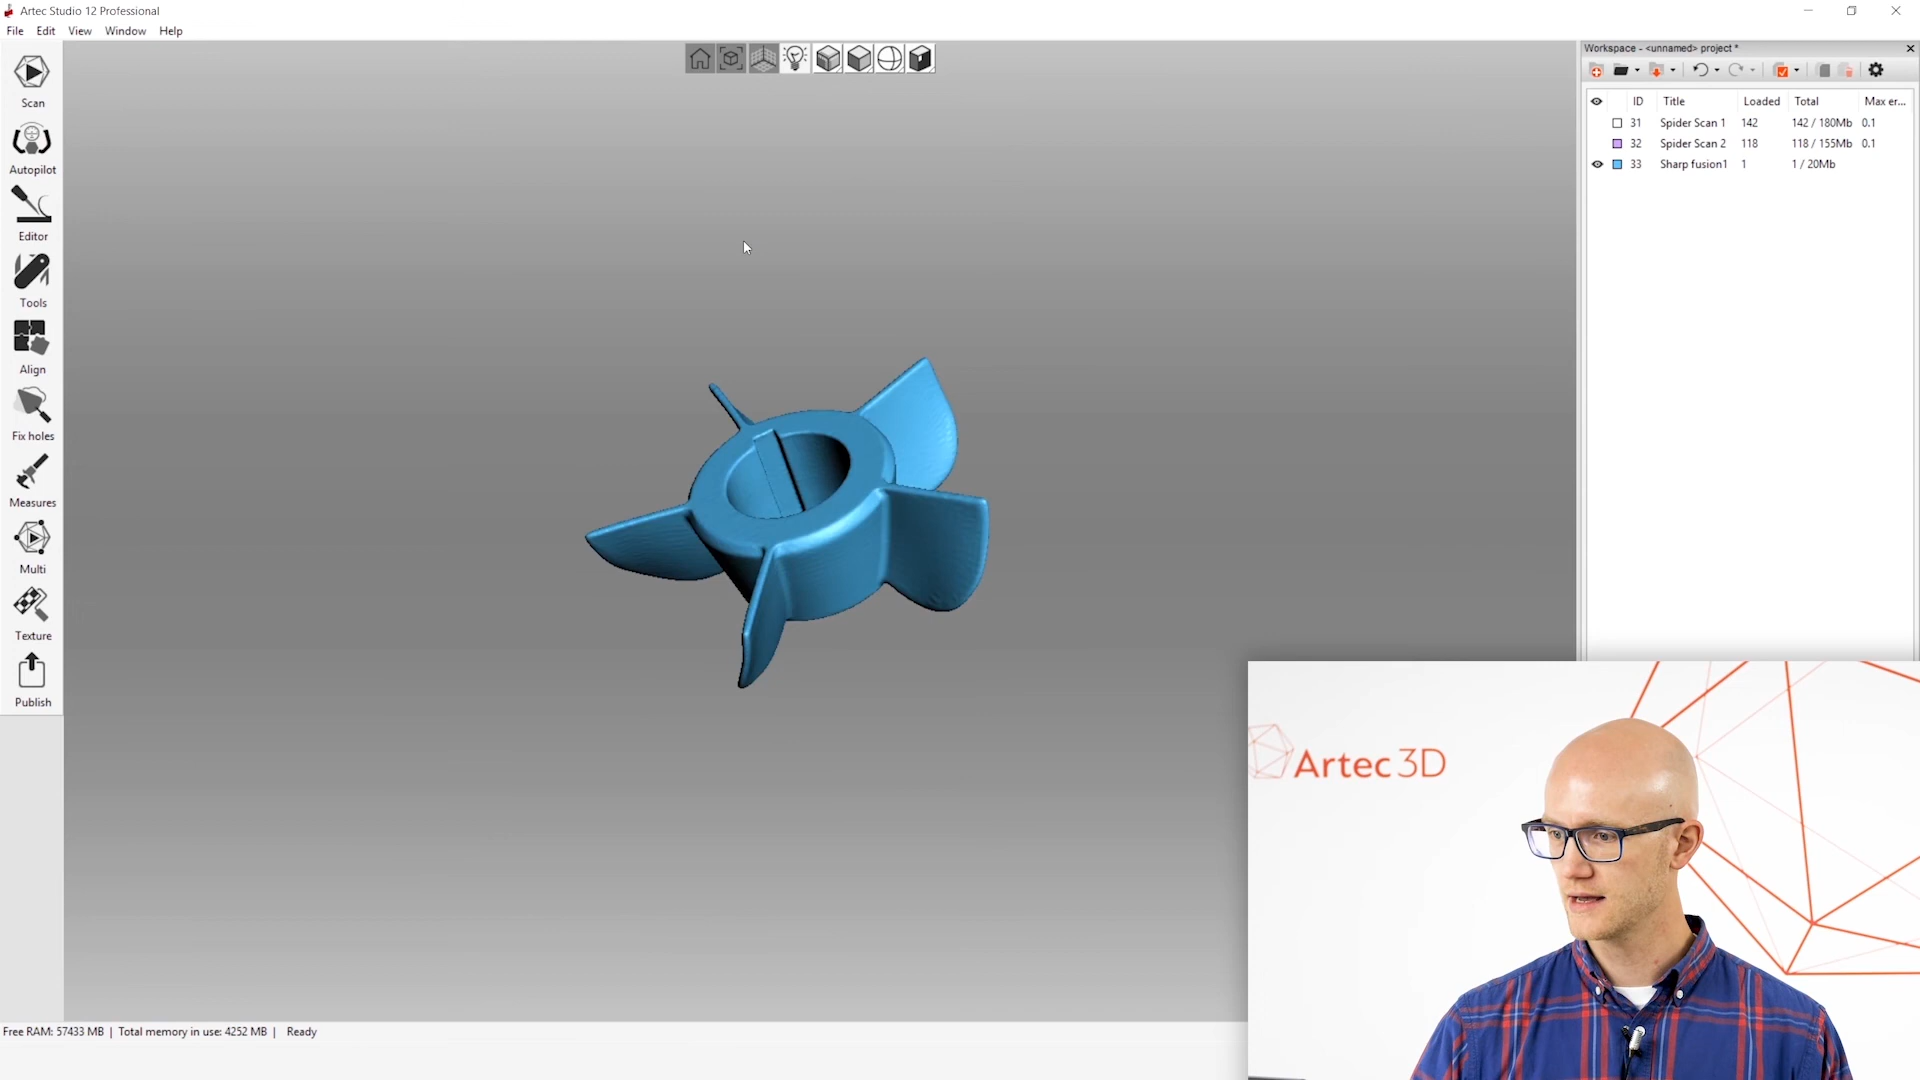 Artec Studio 12 Professional
File Edit View Window Help
Scan
Autopilot
Editor
Tools
Align
Fix holes
Measures
Multi
Texture
Publish
Workspace - <unnamed> project *
ID Title Loaded Total Max er...
31 Spider Scan 1 142 142 / 180Mb 0.1
32 Spider Scan 2 118 118 / 155Mb 0.1
33 Sharp fusion1 1 1 / 20Mb
Artec 3D
Free RAM: 57433 MB | Total memory in use: 4252 MB | Ready